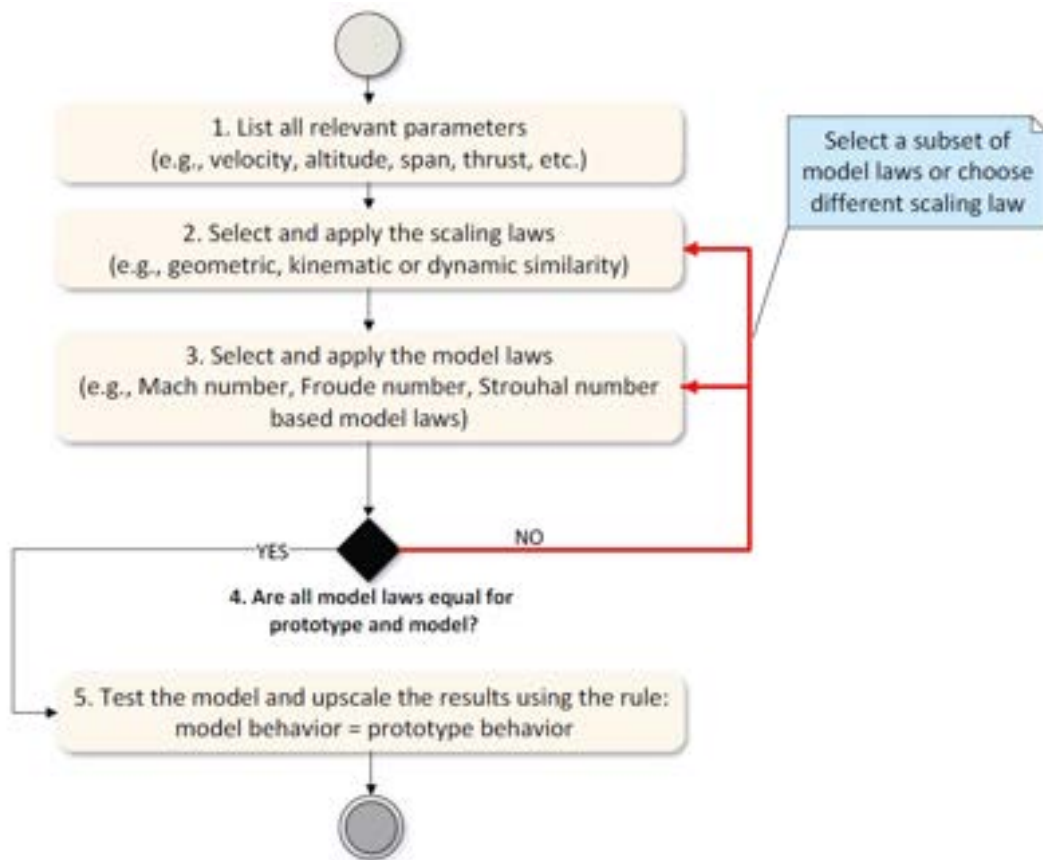 1. List all relevant parameters
(e.g., velocity, altitude, span, thrust, etc.)
Select a subset of
model laws or choose
different scaling law
2. Select and apply the scaling laws
(e.g., geometric, kinematic or dynamic similarity)
3. Select and apply the model laws
(e.g., Mach number, Froude number, Strouhal number
based model laws)
YES
NO
4. Are all model laws equal for
prototype and model?
5. Test the model and upscale the results using the rule:
model behavior = prototype behavior